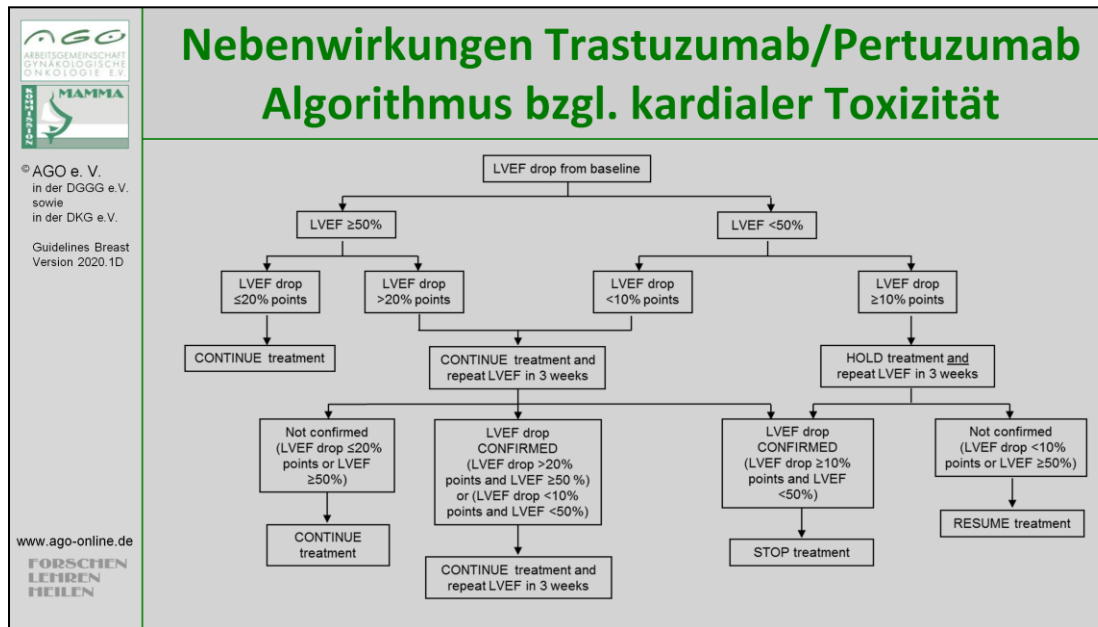 AGO
ARBEITSGEMEINSCHAFT
GYNÄKOLOGISCHE
ONKOLOGIE E.V.
KOMMISSION
MAMMA
© AGO e. V.
in der DGGG e.V.
sowie
in der DKG e.V.
Guidelines Breast
Version 2020.1D
www.ago-online.de
FORSCHEN
LEHREN
HEILEN
Nebenwirkungen Trastuzumab/Pertuzumab
Algorithmus bzgl. kardialer Toxizität
LVEF drop from baseline
LVEF ≥50%
LVEF <50%
LVEF drop
≤20% points
LVEF drop
>20% points
LVEF drop
<10% points
LVEF drop
≥10% points
CONTINUE treatment
CONTINUE treatment and
repeat LVEF in 3 weeks
HOLD treatment and
repeat LVEF in 3 weeks
Not confirmed
(LVEF drop ≤20%
points or LVEF
≥50%)
LVEF drop
CONFIRMED
(LVEF drop >20%
points and LVEF ≥50 %)
or (LVEF drop <10%
points and LVEF <50%)
LVEF drop
CONFIRMED
(LVEF drop ≥10%
points and LVEF
<50%)
Not confirmed
(LVEF drop <10%
points or LVEF ≥50%)
CONTINUE
treatment
CONTINUE treatment and
repeat LVEF in 3 weeks
STOP treatment
RESUME treatment